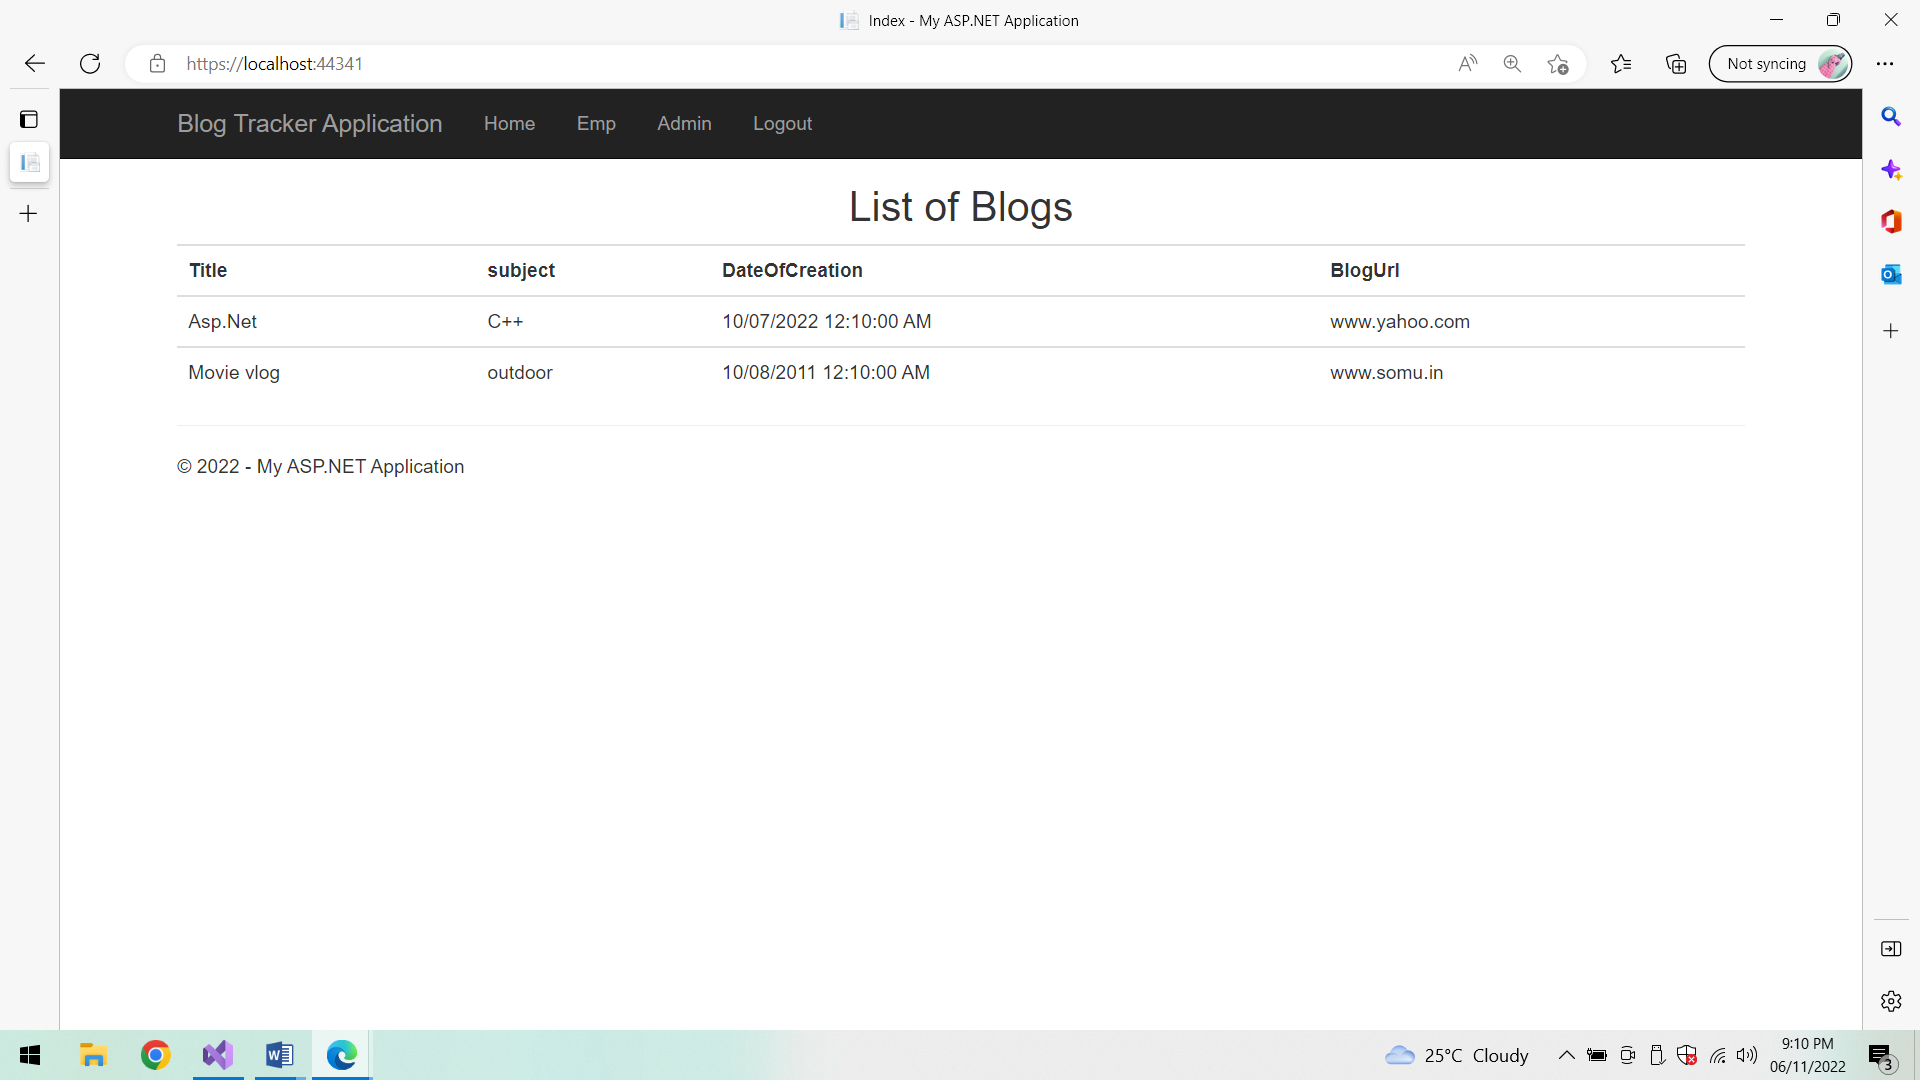 Index - My ASP.NET Application
https://localhost:44341
Not syncing
Blog Tracker Application Home Emp Admin Logout
List of Blogs
Title subject DateOfCreation BlogUrl
Asp.Net C++ 10/07/2022 12:10:00 AM www.yahoo.com
Movie vlog outdoor 10/08/2011 12:10:00 AM www.somu.in
© 2022 - My ASP.NET Application
25°C Cloudy
9:10 PM
06/11/2022
3